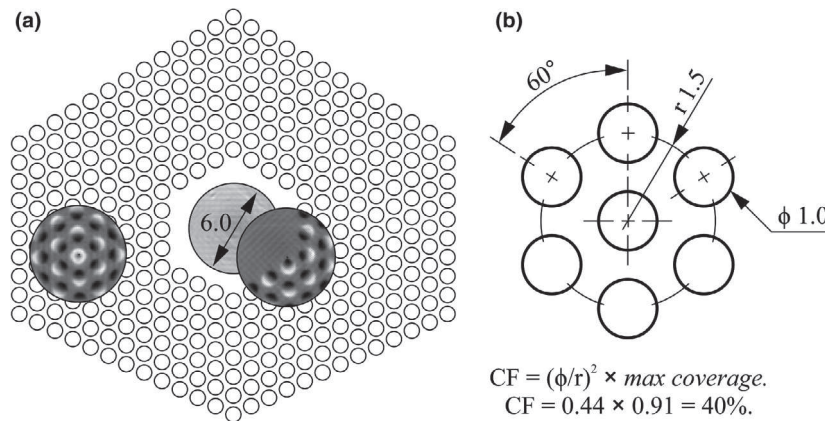 (a)
6.0
(b)
60°
r 1.5
ϕ 1.0
CF = (ϕ/r)² × max coverage.
CF = 0.44 × 0.91 = 40%.